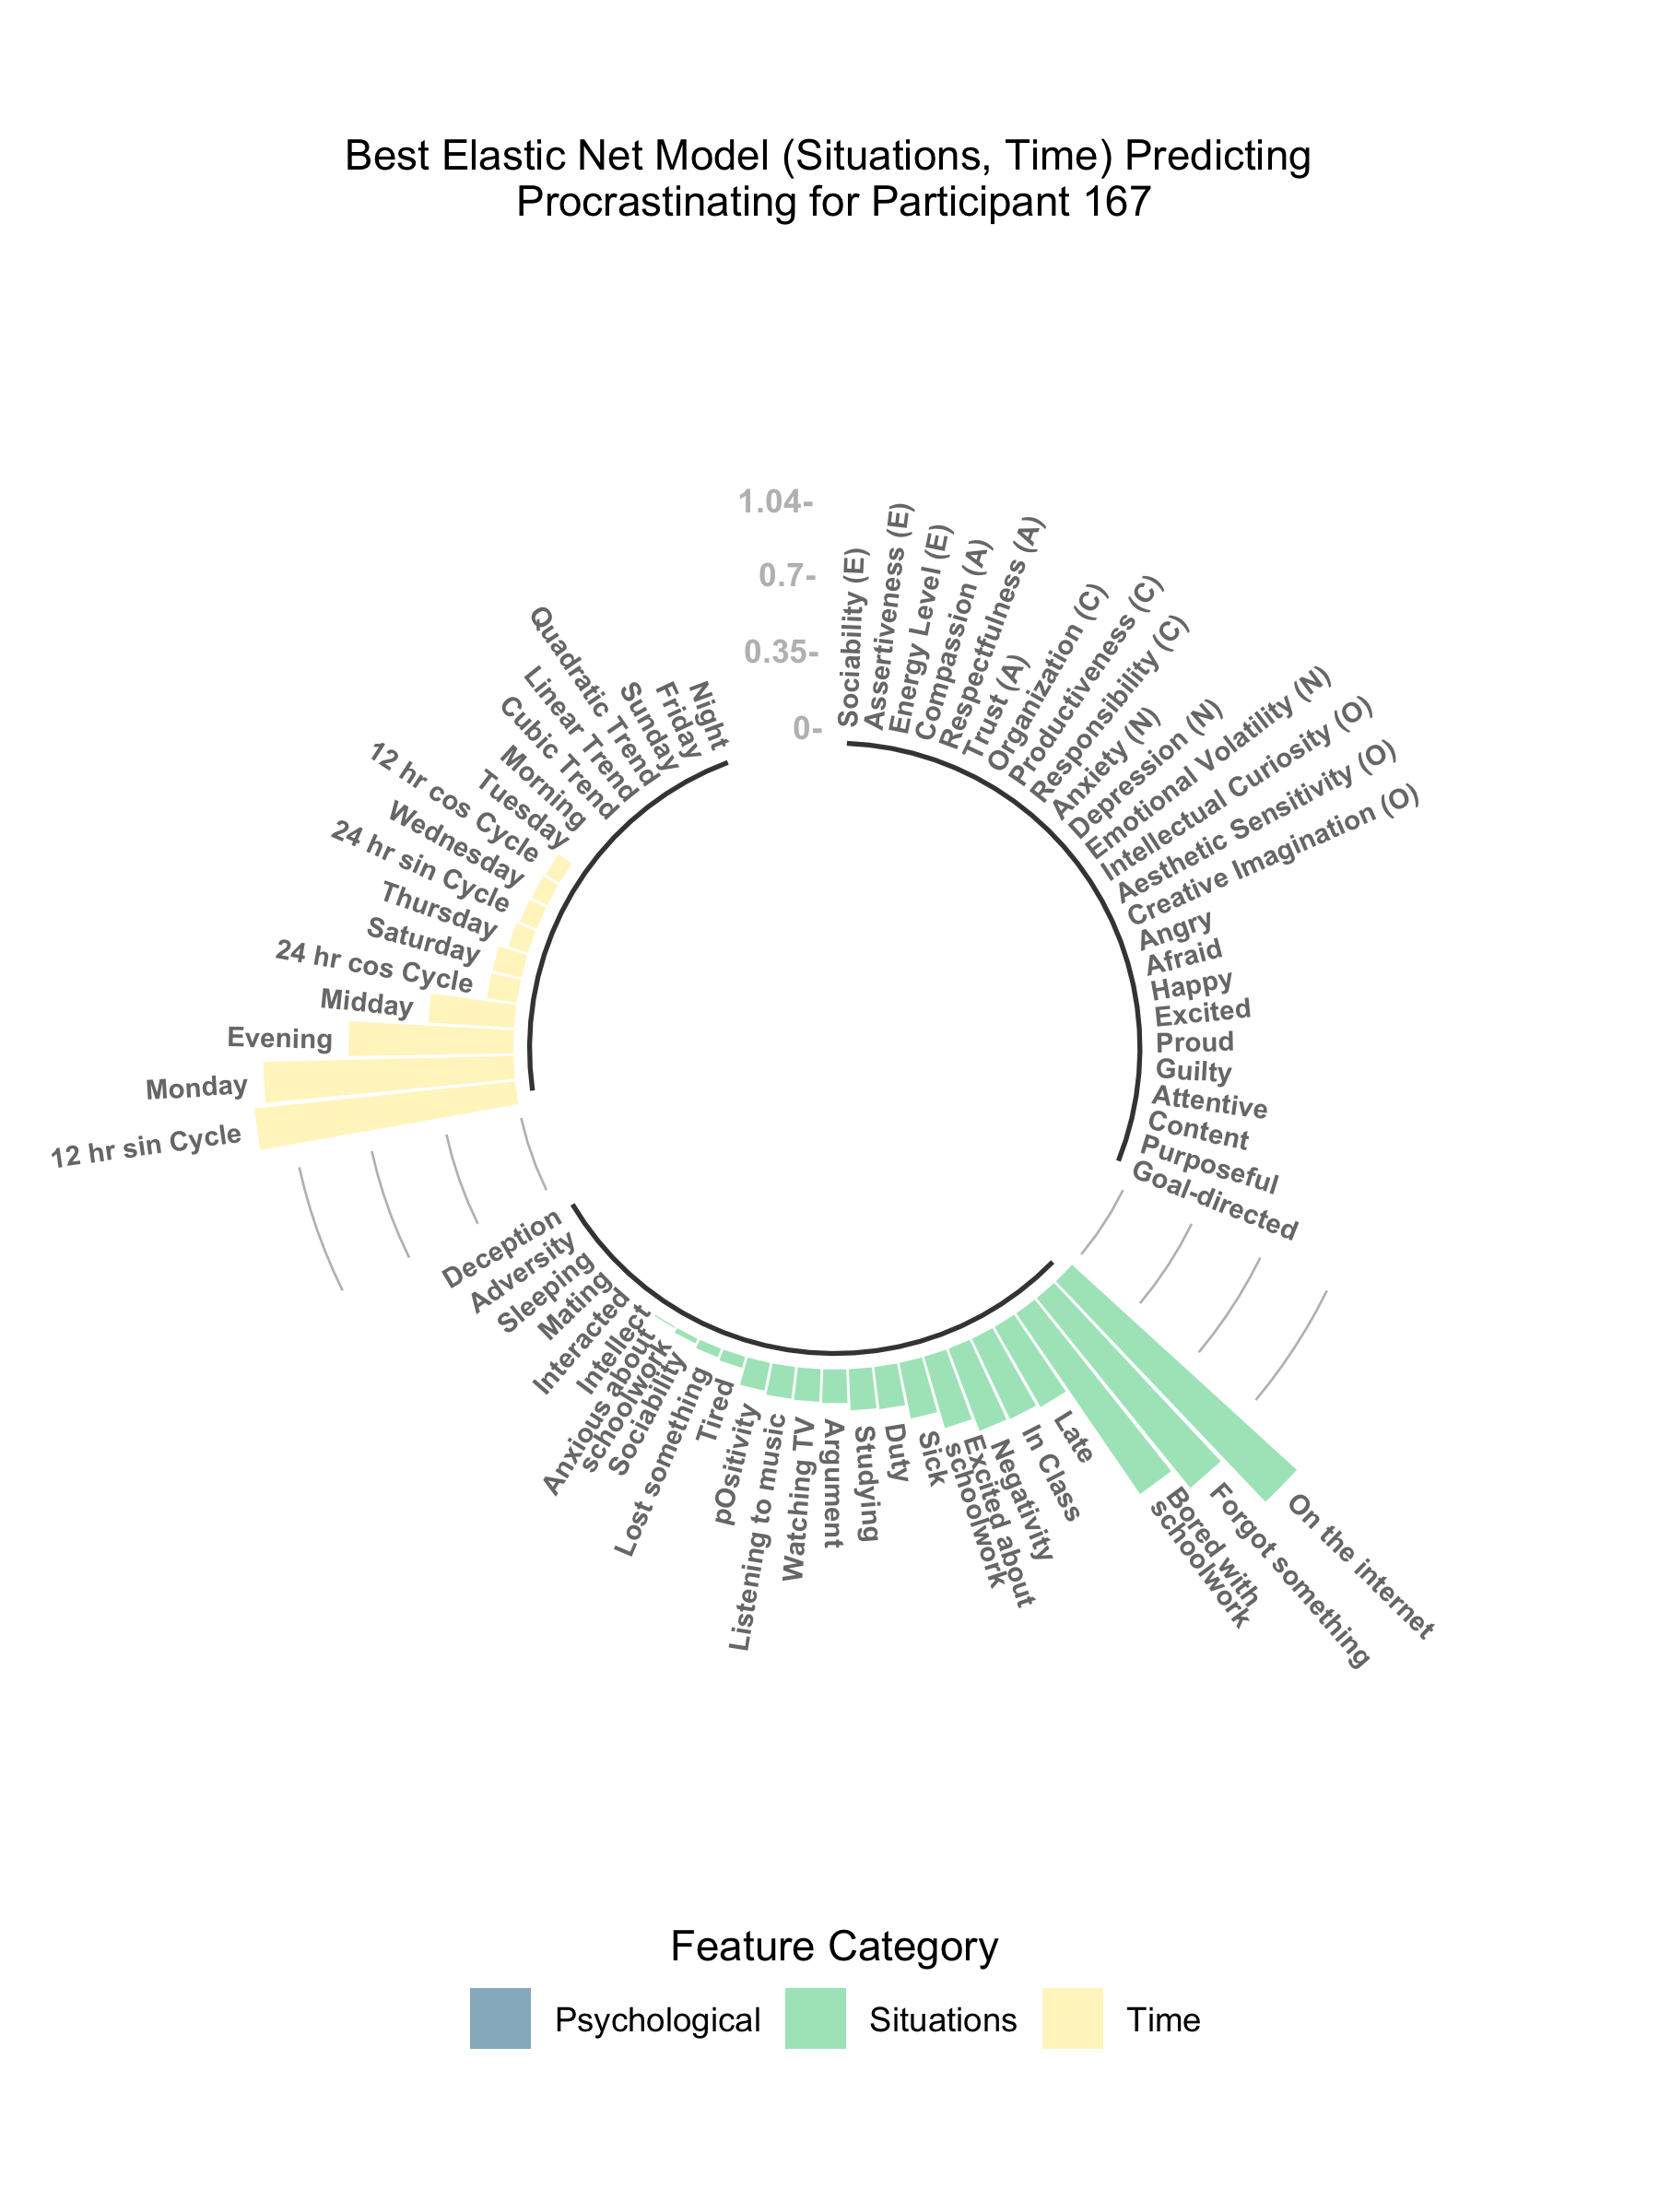 Best Elastic Net Model (Situations, Time) Predicting
Procrastinating for Participant 167
1.04-
0.7-
0.35-
0-
Sociability (E)
Assertiveness (E)
Energy Level (E)
Compassion (A)
Respectfulness (A)
Trust (A)
Organization (C)
Productiveness (C)
Responsibility (C)
Anxiety (N)
Depression (N)
Emotional Volatility (N)
Intellectual Curiosity (O)
Aesthetic Sensitivity (O)
Creative Imagination (O)
Angry
Afraid
Happy
Excited
Proud
Guilty
Attentive
Content
Purposeful
Goal-directed
On the internet
Forgot something
Bored with
schoolwork
Late
In Class
Negativity
Excited about
schoolwork
Sick
Duty
Studying
Argument
Watching TV
Listening to music
pOsitivity
Tired
Lost something
Sociability
Anxious about
schoolwork
Intellect
Interacted
Mating
Sleeping
Adversity
Deception
12 hr sin Cycle
Monday
Evening
Midday
24 hr cos Cycle
Saturday
Thursday
24 hr sin Cycle
Wednesday
12 hr cos Cycle
Tuesday
Morning
Cubic Trend
Linear Trend
Quadratic Trend
Sunday
Friday
Night
Feature Category
Psychological
Situations
Time